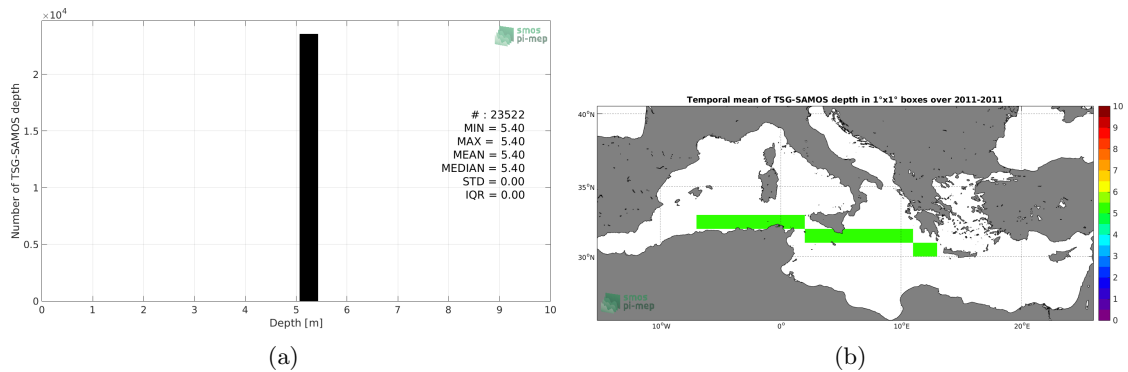 ×10⁴
smos
pi-mep
2
1.5
1
0.5
0
Number of TSG-SAMOS depth
# : 23522
MIN = 5.40
MAX = 5.40
MEAN = 5.40
MEDIAN = 5.40
STD = 0.00
IQR = 0.00
0 1 2 3 4 5 6 7 8 9 10
Depth [m]
(a)
Temporal mean of TSG-SAMOS depth in 1°x1° boxes over 2011-2011
40°N
35°N
30°N
smos
pi-mep
10°W 0° 10°E 20°E
10
9
8
7
6
5
4
3
2
1
0
(b)